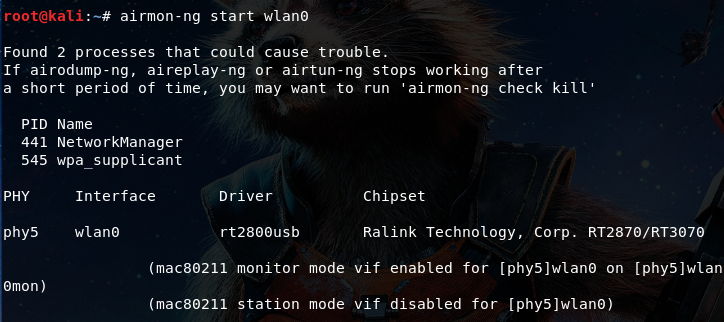 root@kali:~# airmon-ng start wlan0
Found 2 processes that could cause trouble.
If airodump-ng, aireplay-ng or airtun-ng stops working after
a short period of time, you may want to run 'airmon-ng check kill'
PID Name
441 NetworkManager
545 wpa_supplicant
PHY Interface Driver Chipset
phy5 wlan0 rt2800usb Ralink Technology, Corp. RT2870/RT3070
(mac80211 monitor mode vif enabled for [phy5]wlan0 on [phy5]wlan
0mon)
(mac80211 station mode vif disabled for [phy5]wlan0)